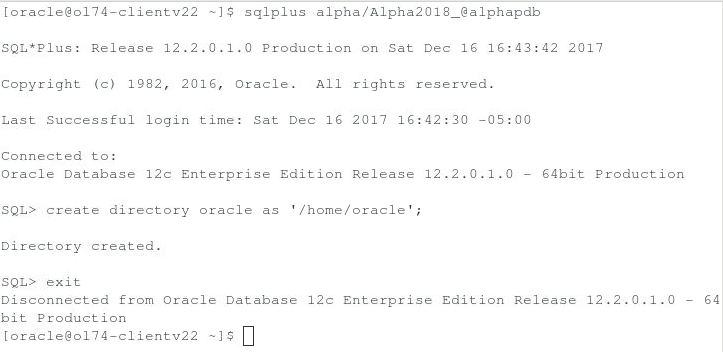 [oracle@ol74-clientv22 ~]$ sqlplus alpha/Alpha2018_@alphapdb
SQL*Plus: Release 12.2.0.1.0 Production on Sat Dec 16 16:43:42 2017
Copyright (c) 1982, 2016, Oracle.  All rights reserved.
Last Successful login time: Sat Dec 16 2017 16:42:30 -05:00
Connected to:
Oracle Database 12c Enterprise Edition Release 12.2.0.1.0 - 64bit Production
SQL> create directory oracle as '/home/oracle';
Directory created.
SQL> exit
Disconnected from Oracle Database 12c Enterprise Edition Release 12.2.0.1.0 - 64
bit Production
[oracle@ol74-clientv22 ~]$